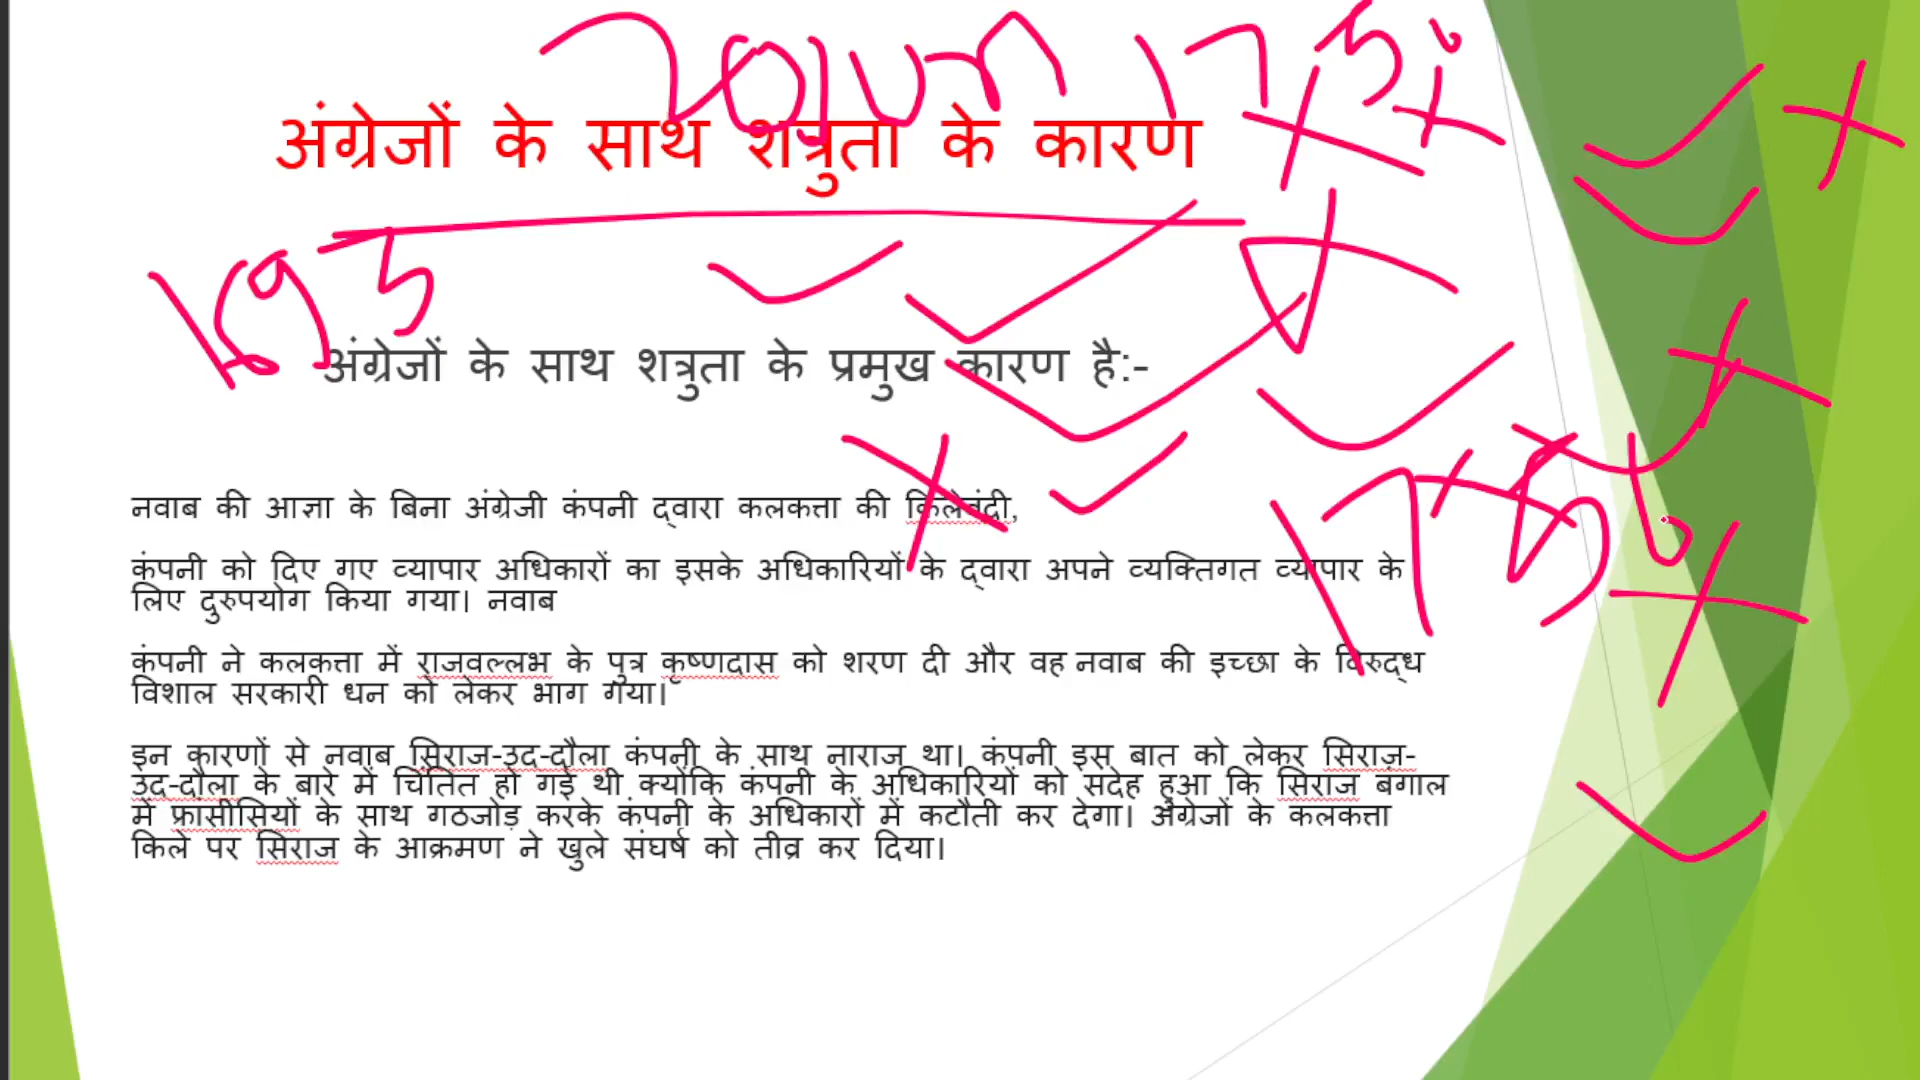 20 Jun 1756
अंग्रेजों के साथ शत्रुता के कारण
अंग्रेजों के साथ शत्रुता के प्रमुख कारण है:-
1756
नवाब की आज्ञा के बिना अंग्रेजी कंपनी द्वारा कलकत्ता की किलेबंदी,
कंपनी को दिए गए व्यापार अधिकारों का इसके अधिकारियों के द्वारा अपने व्यक्तिगत व्यापार के
लिए दुरुपयोग किया गया। नवाब
कंपनी ने कलकत्ता में राजवल्लभ के पुत्र कृष्णदास को शरण दी और वह नवाब की इच्छा के विरुद्ध
विशाल सरकारी धन को लेकर भाग गया।
इन कारणों से नवाब सिराज-उद-दौला कंपनी के साथ नाराज था। कंपनी इस बात को लेकर सिराज-
उद-दौला के बारे में चिंतित हो गई थी क्योंकि कंपनी के अधिकारियों को संदेह हुआ कि सिराज बंगाल
में फ्रांसीसियों के साथ गठजोड़ करके कंपनी के अधिकारों में कटौती कर देगा। अंग्रेजों के कलकत्ता
किले पर सिराज के आक्रमण ने खुले संघर्ष को तीव्र कर दिया।